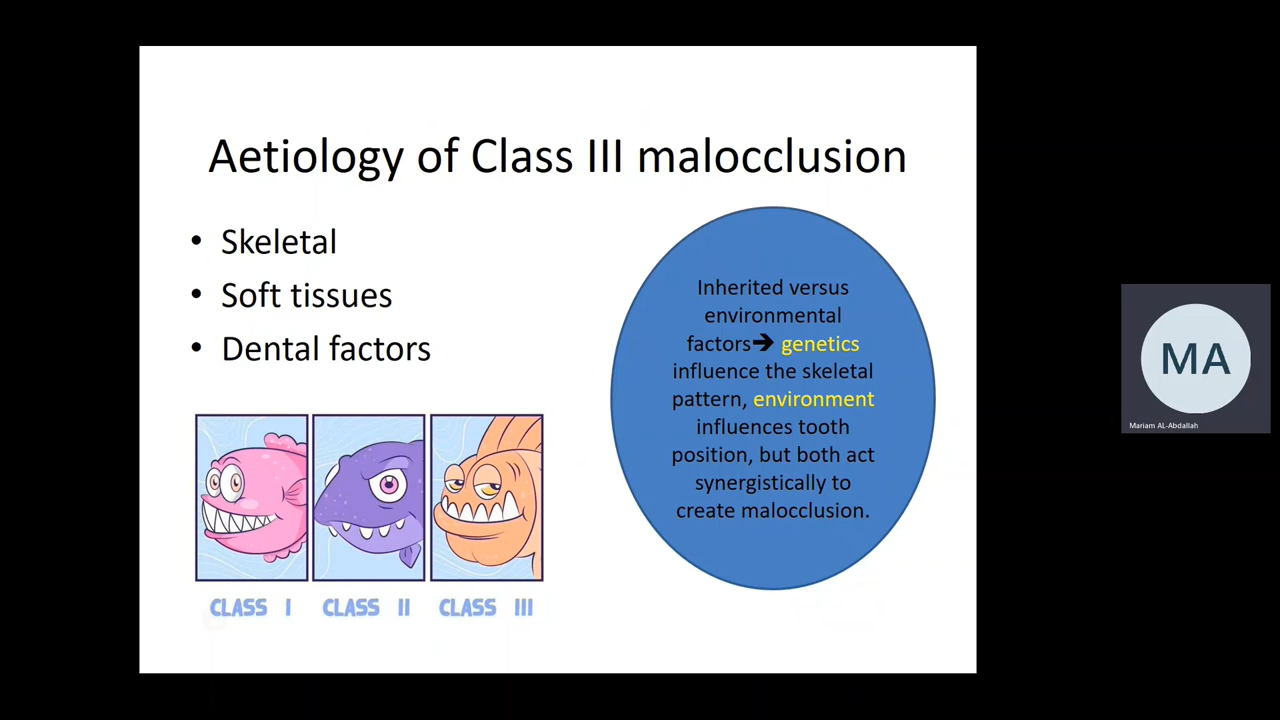 Aetiology of Class III malocclusion
• Skeletal
• Soft tissues
• Dental factors
CLASS I
CLASS II
CLASS III
Inherited versus
environmental
factors➔ genetics
influence the skeletal
pattern, environment
influences tooth
position, but both act
synergistically to
create malocclusion.
MA
Mariam AL-Abdallah